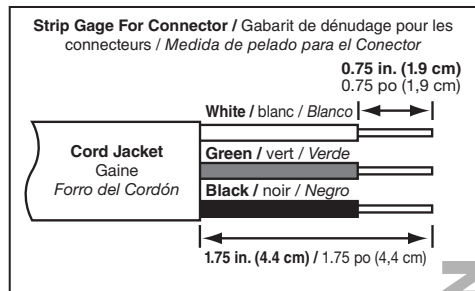 Strip Gage For Connector / Gabarit de dénudage pour les
connecteurs / Medida de pelado para el Conector
0.75 in. (1.9 cm)
0.75 po (1,9 cm)
White / blanc / Blanco
Cord Jacket
Gaine
Forro del Cordón
Green / vert / Verde
Black / noir / Negro
1.75 in. (4.4 cm) / 1.75 po (4,4 cm)